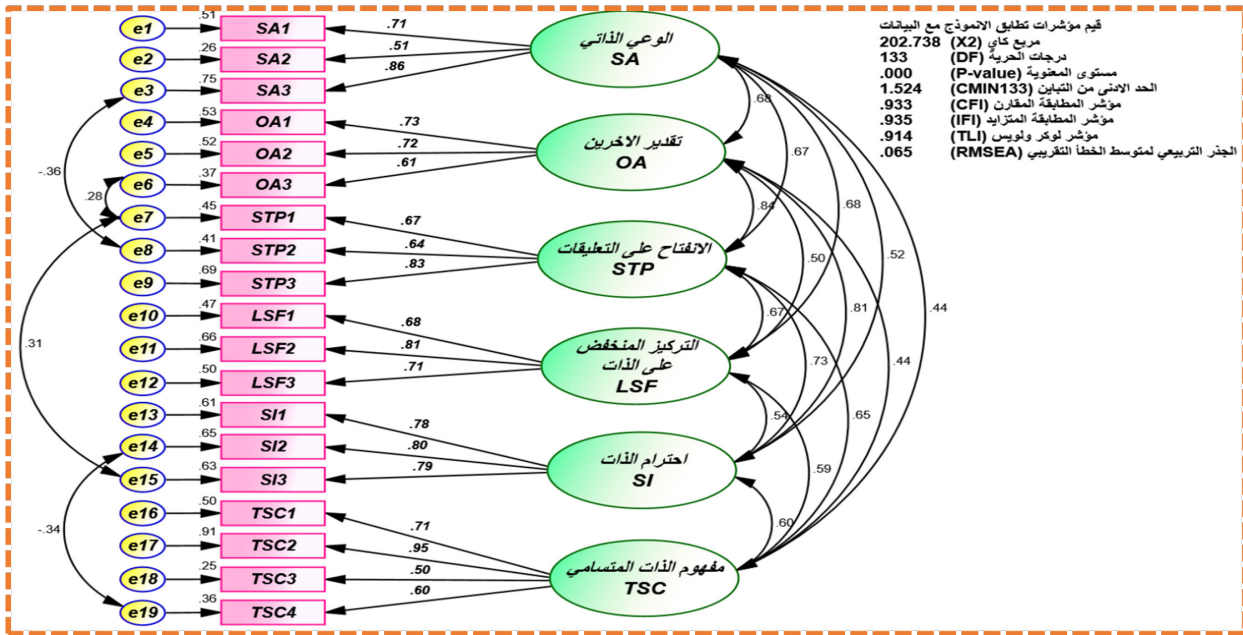 قيم مؤشرات تطابق الانموذج مع البيانات
مربع كاي (X2) 202.738
درجات الحرية (DF) 133
مستوى المعنوية (P-value) .000
الحد الادنى من التباين (CMIN133) 1.524
مؤشر المطابقة المقارن (CFI) .933
مؤشر المطابقة المتزايد (IFI) .935
مؤشر لوكر ولويس (TLI) .914
الجذر التربيعي لمتوسط الخطأ التقريبي (RMSEA) .065
e1 .51 SA1 .71
e2 .26 SA2 .51
e3 .75 SA3 .86
الوعي الذاتي
SA
e4 .53 OA1 .73
e5 .52 OA2 .72
e6 .37 OA3 .61
تقدير الاخرين
OA
e7 .45 STP1 .67
e8 .41 STP2 .64
e9 .69 STP3 .83
الانفتاح على التعليقات
STP
e10 .47 LSF1 .68
e11 .66 LSF2 .81
e12 .50 LSF3 .71
التركيز المنخفض
على الذات
LSF
e13 .61 SI1 .78
e14 .65 SI2 .80
e15 .63 SI3 .79
احترام الذات
SI
e16 .50 TSC1 .71
e17 .91 TSC2 .95
e18 .25 TSC3 .50
e19 .36 TSC4 .60
مفهوم الذات المتسامي
TSC
-.36
.28
.31
-.34
.68
.67
.84
.68
.50
.52
.67
.81
.44
.73
.44
.54
.65
.59
.60